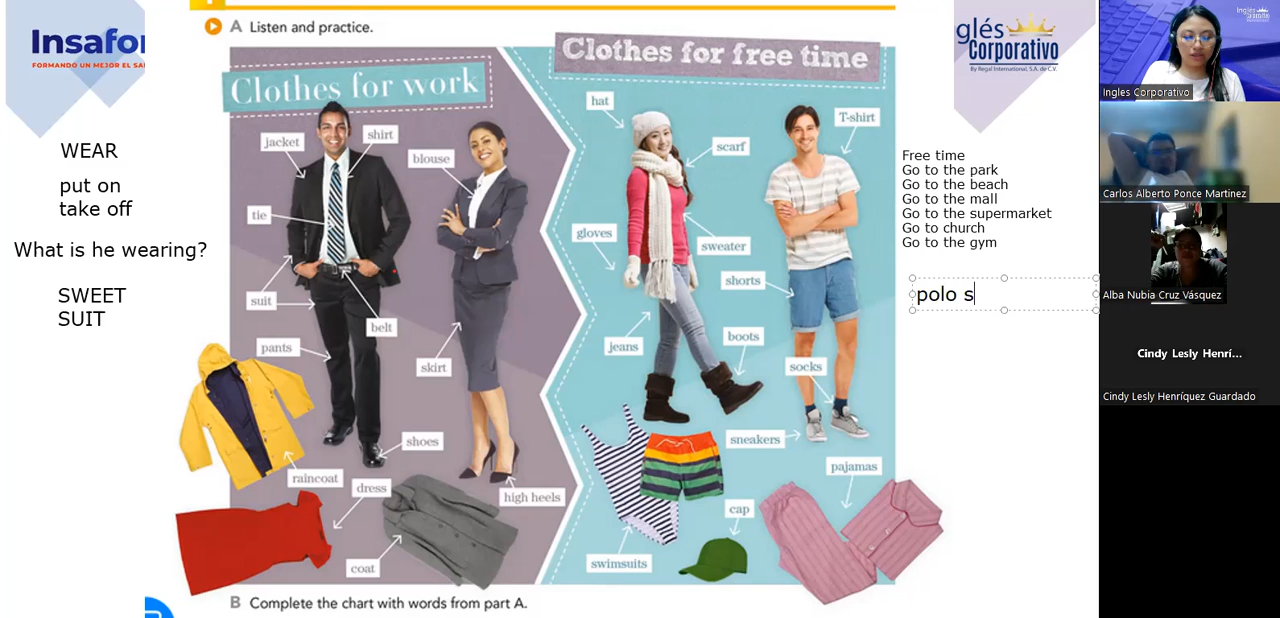 Insafor
FORMANDO UN MEJOR EL SA
WEAR
put on
take off
What is he wearing?
SWEET
SUIT
A Listen and practice.
Clothes for work
jacket
shirt
blouse
tie
suit
belt
pants
skirt
shoes
raincoat
dress
high heels
coat
Clothes for free time
hat
T-shirt
scarf
gloves
sweater
shorts
jeans
boots
socks
sneakers
pajamas
cap
swimsuits
B Complete the chart with words from part A.
glés
Corporativo
By Regal International, S.A. de C.V.
Free time
Go to the park
Go to the beach
Go to the mall
Go to the supermarket
Go to church
Go to the gym
polo s
Ingles Corporativo
Carlos Alberto Ponce Martinez
Alba Nubia Cruz Vásquez
Cindy Lesly Henrí...
Cindy Lesly Henríquez Guardado